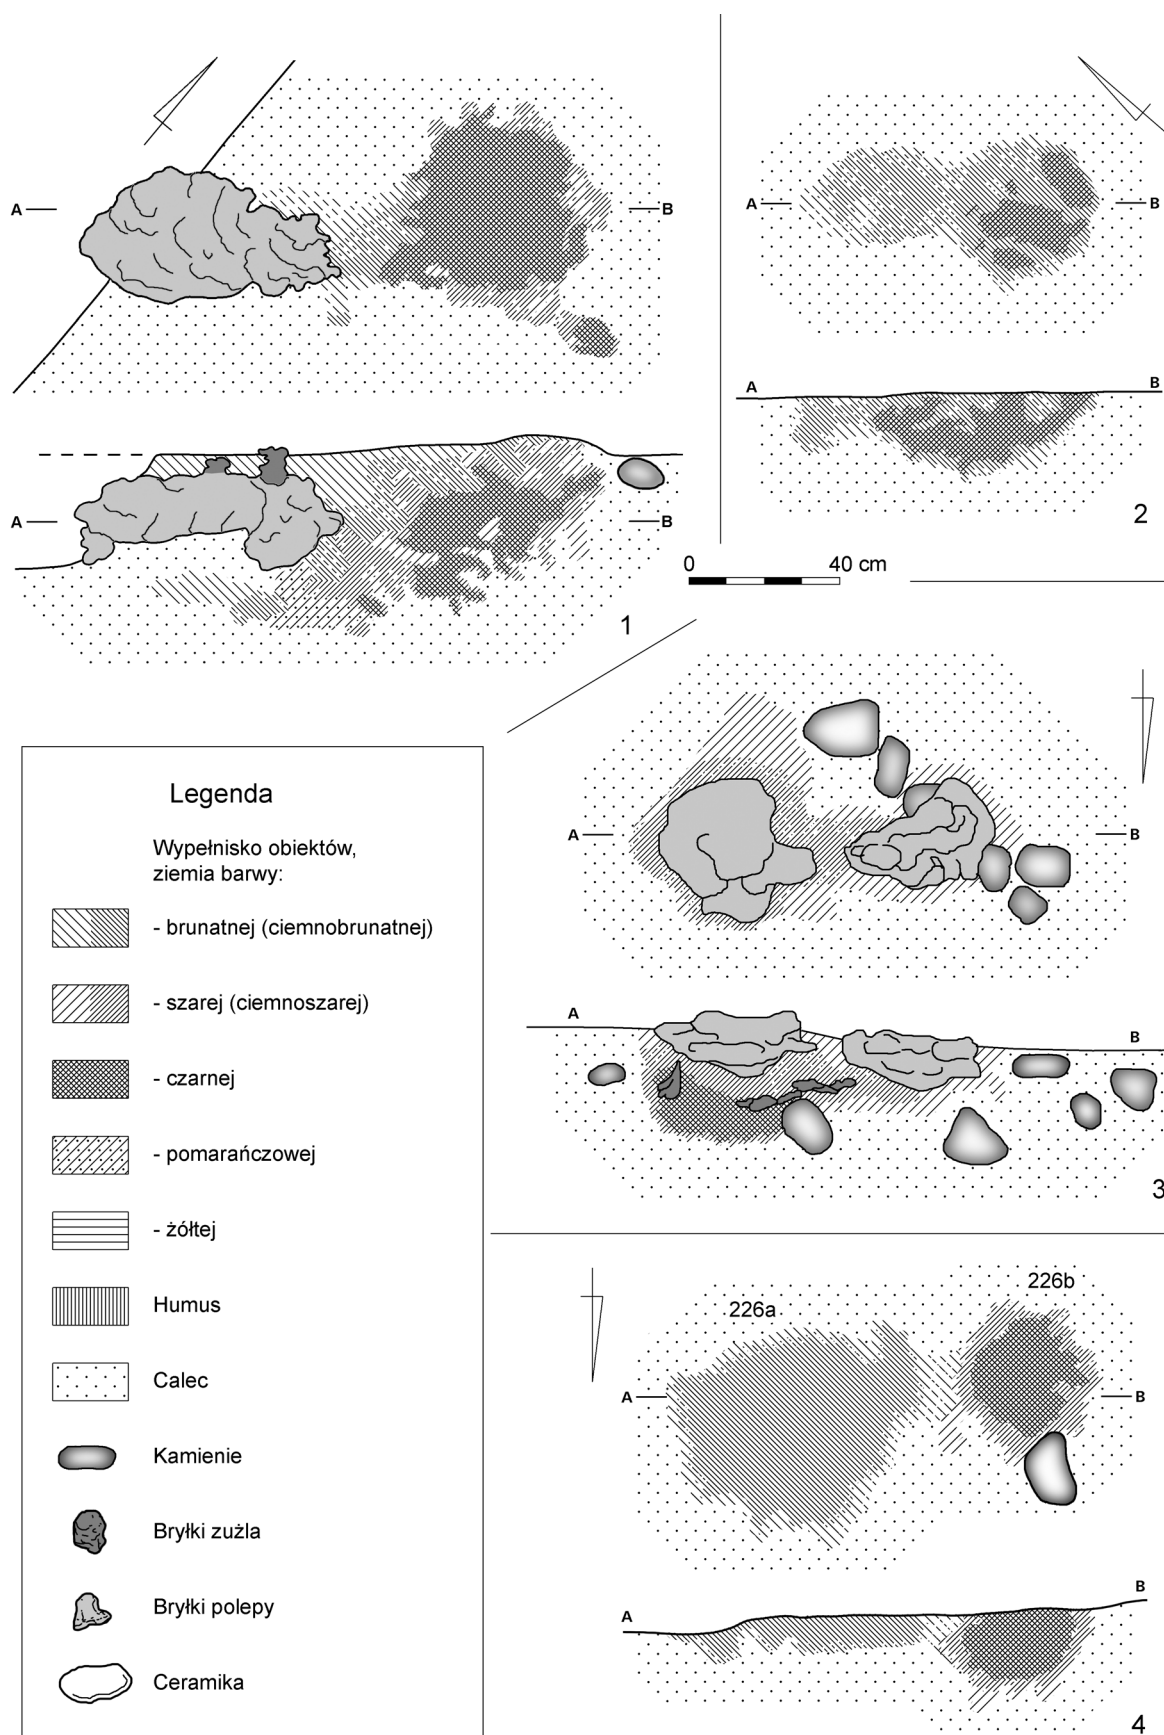 A
B
A
B
1
A
B
A
B
2
0 40 cm
A
B
A
B
3
Legenda
Wypełnisko obiektów,
ziemia barwy:
- brunatnej (ciemnobrunatnej)
- szarej (ciemnoszarej)
- czarnej
- pomarańczowej
- żółtej
Humus
Calec
Kamienie
Bryłki zużla
Bryłki polepy
Ceramika
226a
226b
A
B
A
B
4